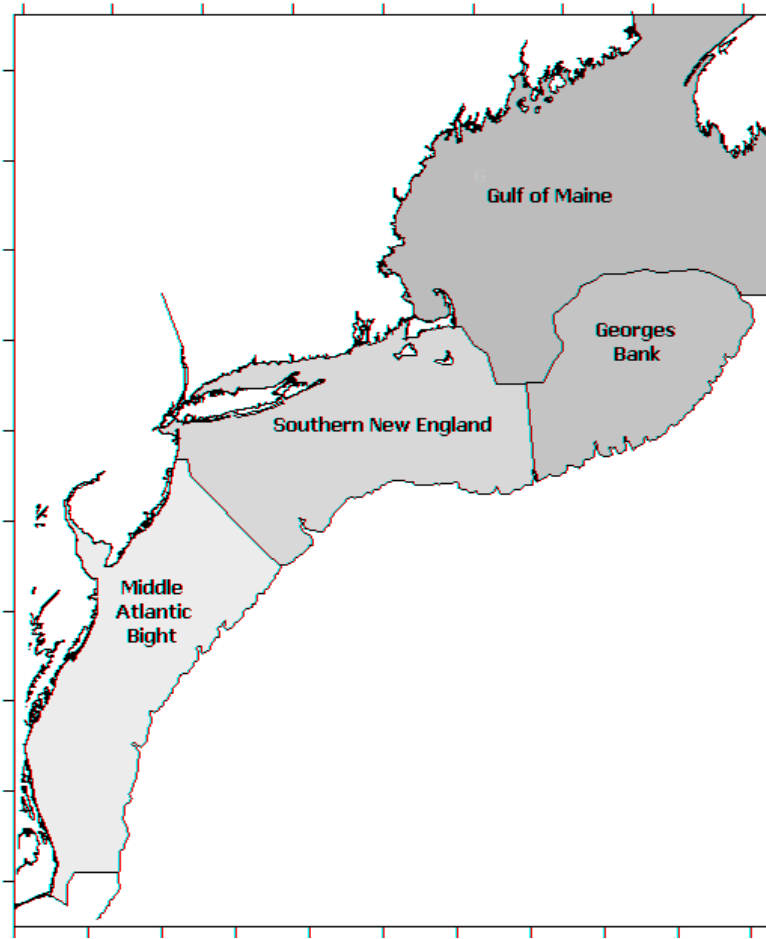 G
Gulf of Maine
Georges
Bank
Southern New England
Middle
Atlantic
Bight